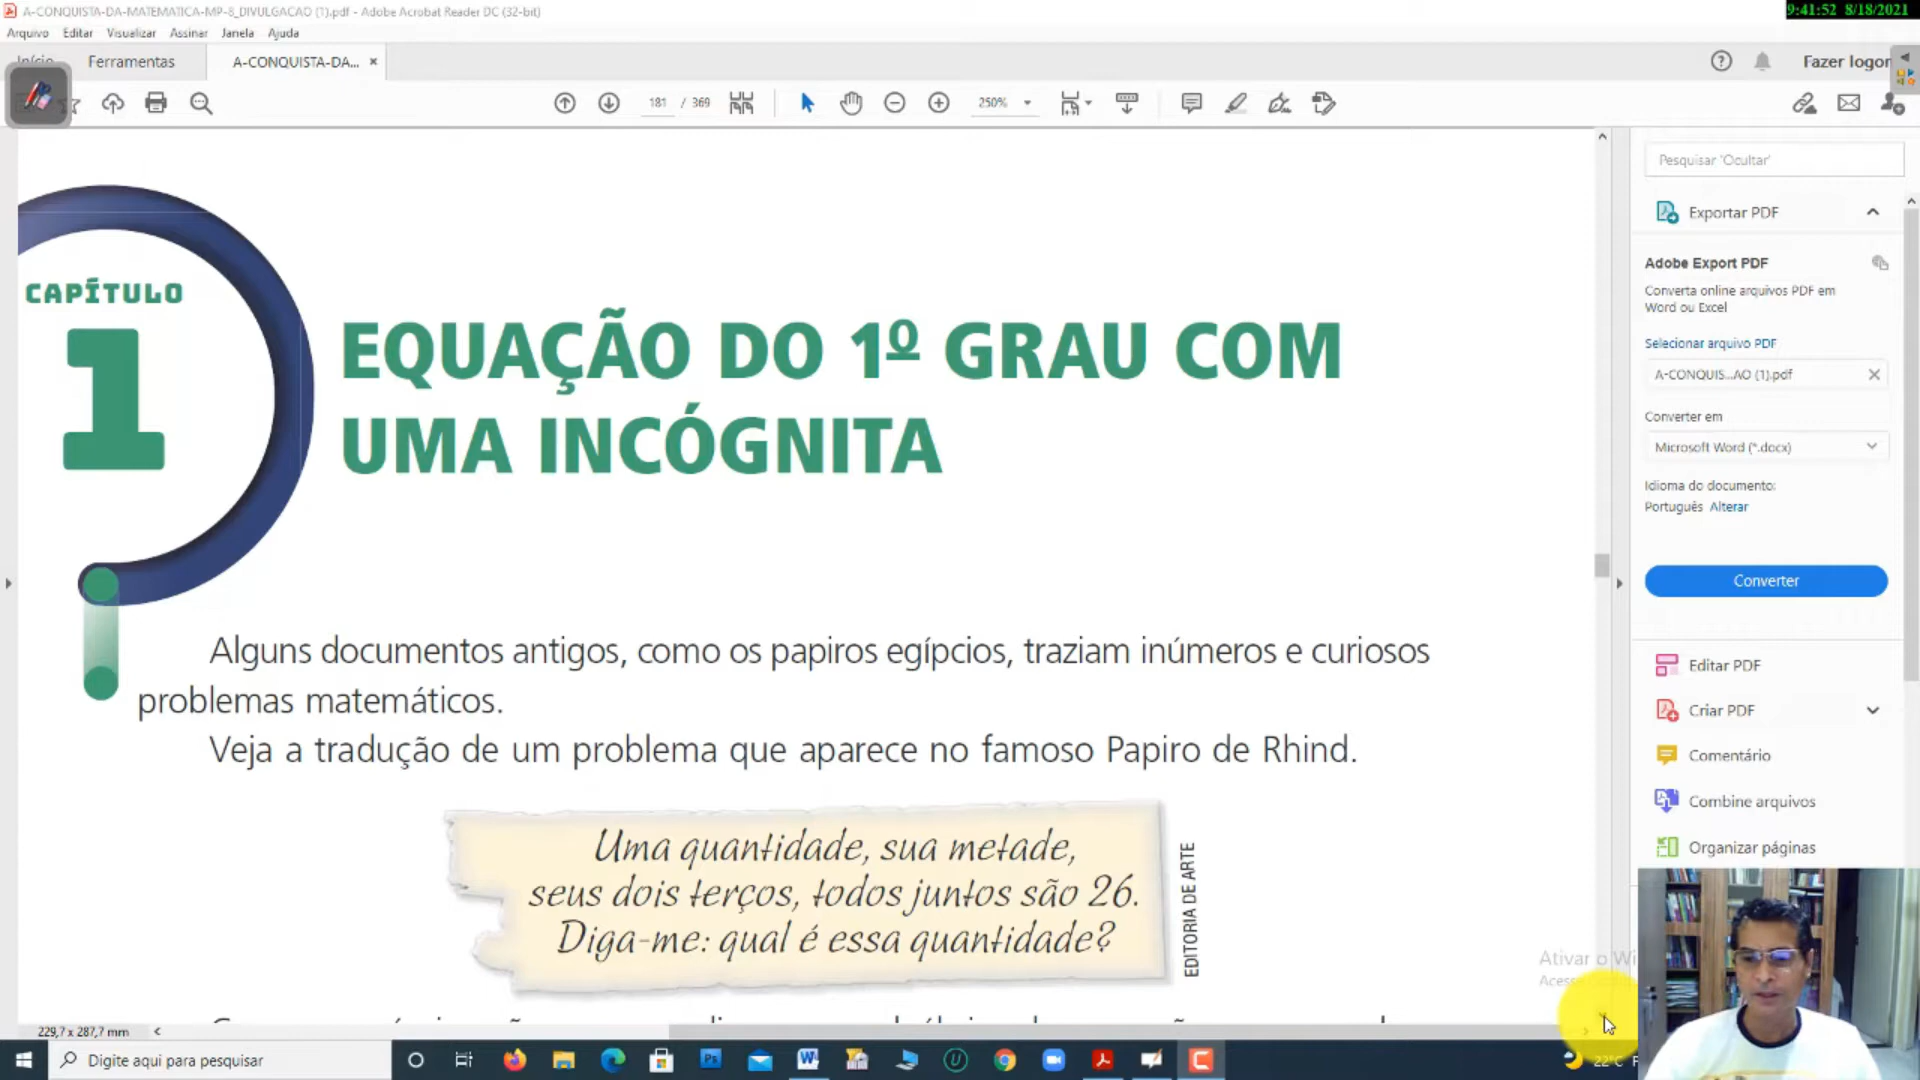 A-CONQUISTA-DA-MATEMATICA-MP-8_DIVULGACAO (1).pdf - Adobe Acrobat Reader DC (32-bit)
9:41:52 8/18/2021
Arquivo Editar Visualizar Assinar Janela Ajuda
Início Ferramentas A-CONQUISTA-DA... ×
Fazer logon
181 / 369
250%
Pesquisar 'Ocultar'
Exportar PDF
Adobe Export PDF
Converta online arquivos PDF em
Word ou Excel
Selecionar arquivo PDF
A-CONQUIS...AO (1).pdf
Converter em
Microsoft Word (*.docx)
Idioma do documento:
Português Alterar
Converter
Editar PDF
Criar PDF
Comentário
Combine arquivos
Organizar páginas
CAPÍTULO
1
EQUAÇÃO DO 1º GRAU COM
UMA INCÓGNITA
Alguns documentos antigos, como os papiros egípcios, traziam inúmeros e curiosos
problemas matemáticos.
Veja a tradução de um problema que aparece no famoso Papiro de Rhind.
Uma quantidade, sua metade,
seus dois terços, todos juntos são 26.
Diga-me: qual é essa quantidade?
EDITORIA DE ARTE
Ativar o Wi
229,7 x 287,7 mm
Digite aqui para pesquisar
22°C